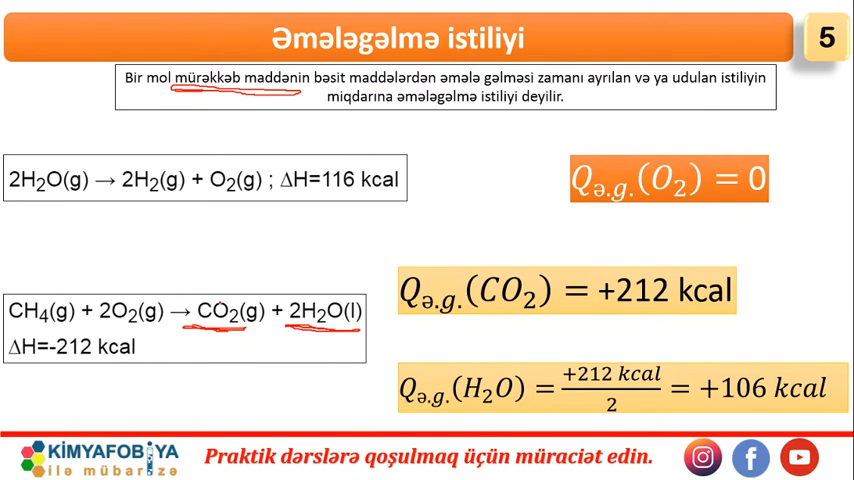 Əmələgəlmə istiliyi
5
Bir mol mürəkkəb maddənin bəsit maddələrdən əmələ gəlməsi zamanı ayrılan və ya udulan istiliyin
miqdarına əmələgəlmə istiliyi deyilir.
2H₂O(g) → 2H₂(g) + O₂(g) ; ΔH=116 kcal
Qə.g.(O₂) = 0
CH₄(g) + 2O₂(g) → CO₂(g) + 2H₂O(l)
ΔH=-212 kcal
Qə.g.(CO₂) = +212 kcal
Qə.g.(H₂O) = +212 kcal / 2 = +106 kcal
KİMYAFOBİYA
ilə mübarizə
Praktik dərslərə qoşulmaq üçün müraciət edin.